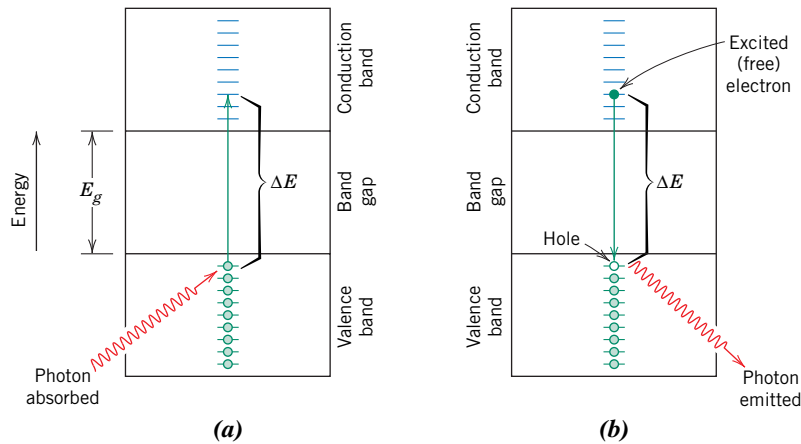 Energy
E_g
Conduction
band
Band
gap
Valence
band
ΔE
Photon
absorbed
(a)
Conduction
band
Band
gap
Valence
band
Excited
(free)
electron
ΔE
Hole
Photon
emitted
(b)